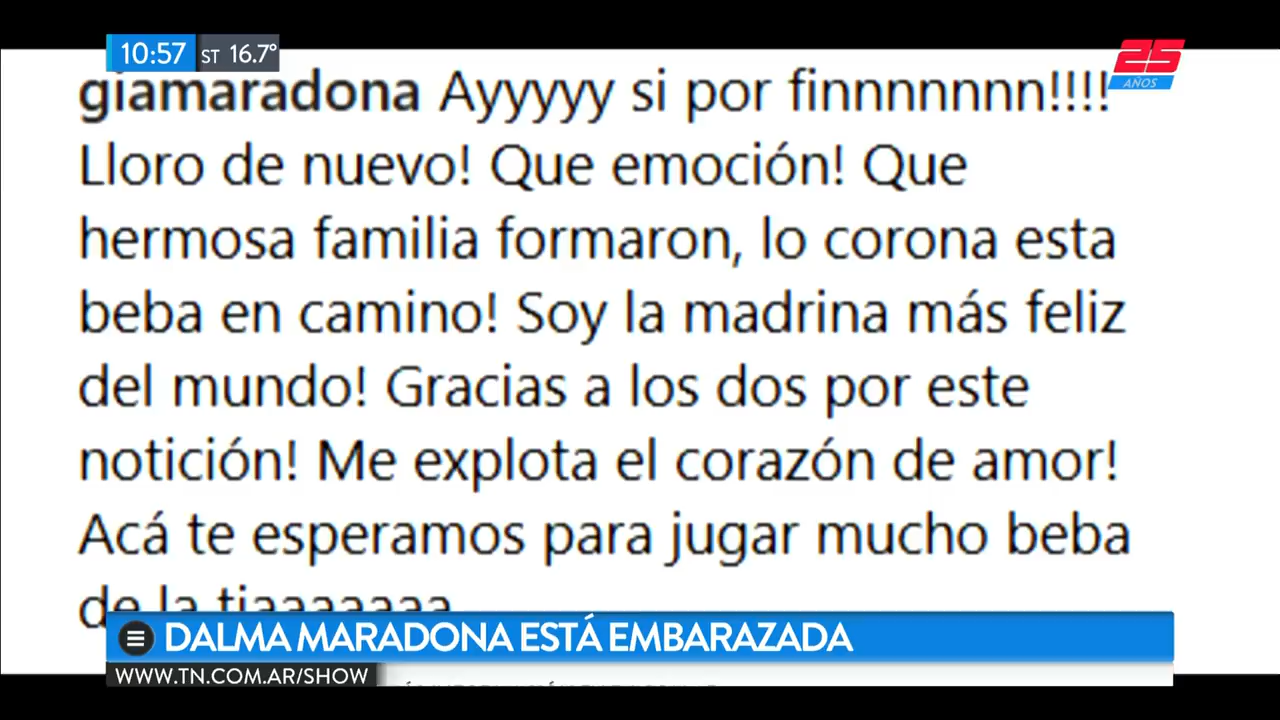 10:57 ST 16.7°
25
AÑOS
giamaradona Ayyyyy si por finnnnnnn!!!!
Lloro de nuevo! Que emoción! Que
hermosa familia formaron, lo corona esta
beba en camino! Soy la madrina más feliz
del mundo! Gracias a los dos por este
notición! Me explota el corazón de amor!
Acá te esperamos para jugar mucho beba
de la tiaaaaaaa
DALMA MARADONA ESTÁ EMBARAZADA
WWW.TN.COM.AR/SHOW